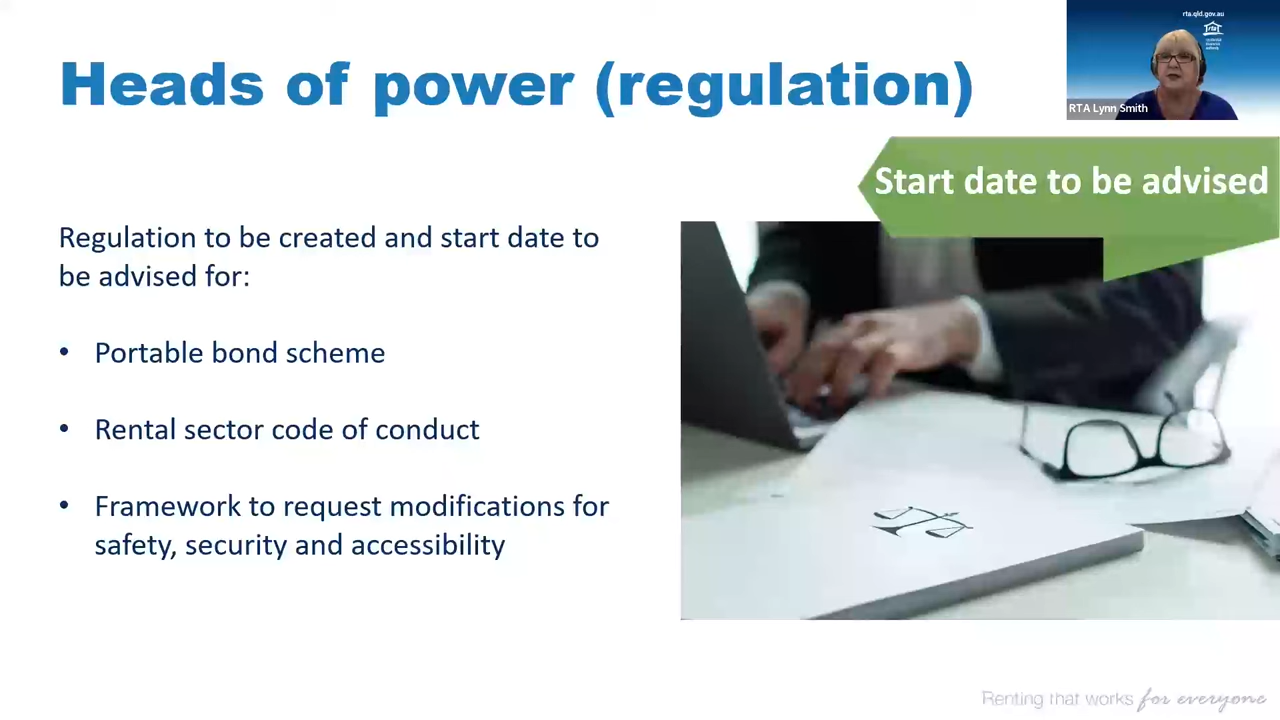 Heads of power (regulation)
rta.qld.gov.au
rta
RTA Lynn Smith
Start date to be advised
Regulation to be created and start date to
be advised for:
• Portable bond scheme
• Rental sector code of conduct
• Framework to request modifications for
safety, security and accessibility
Renting that works for everyone